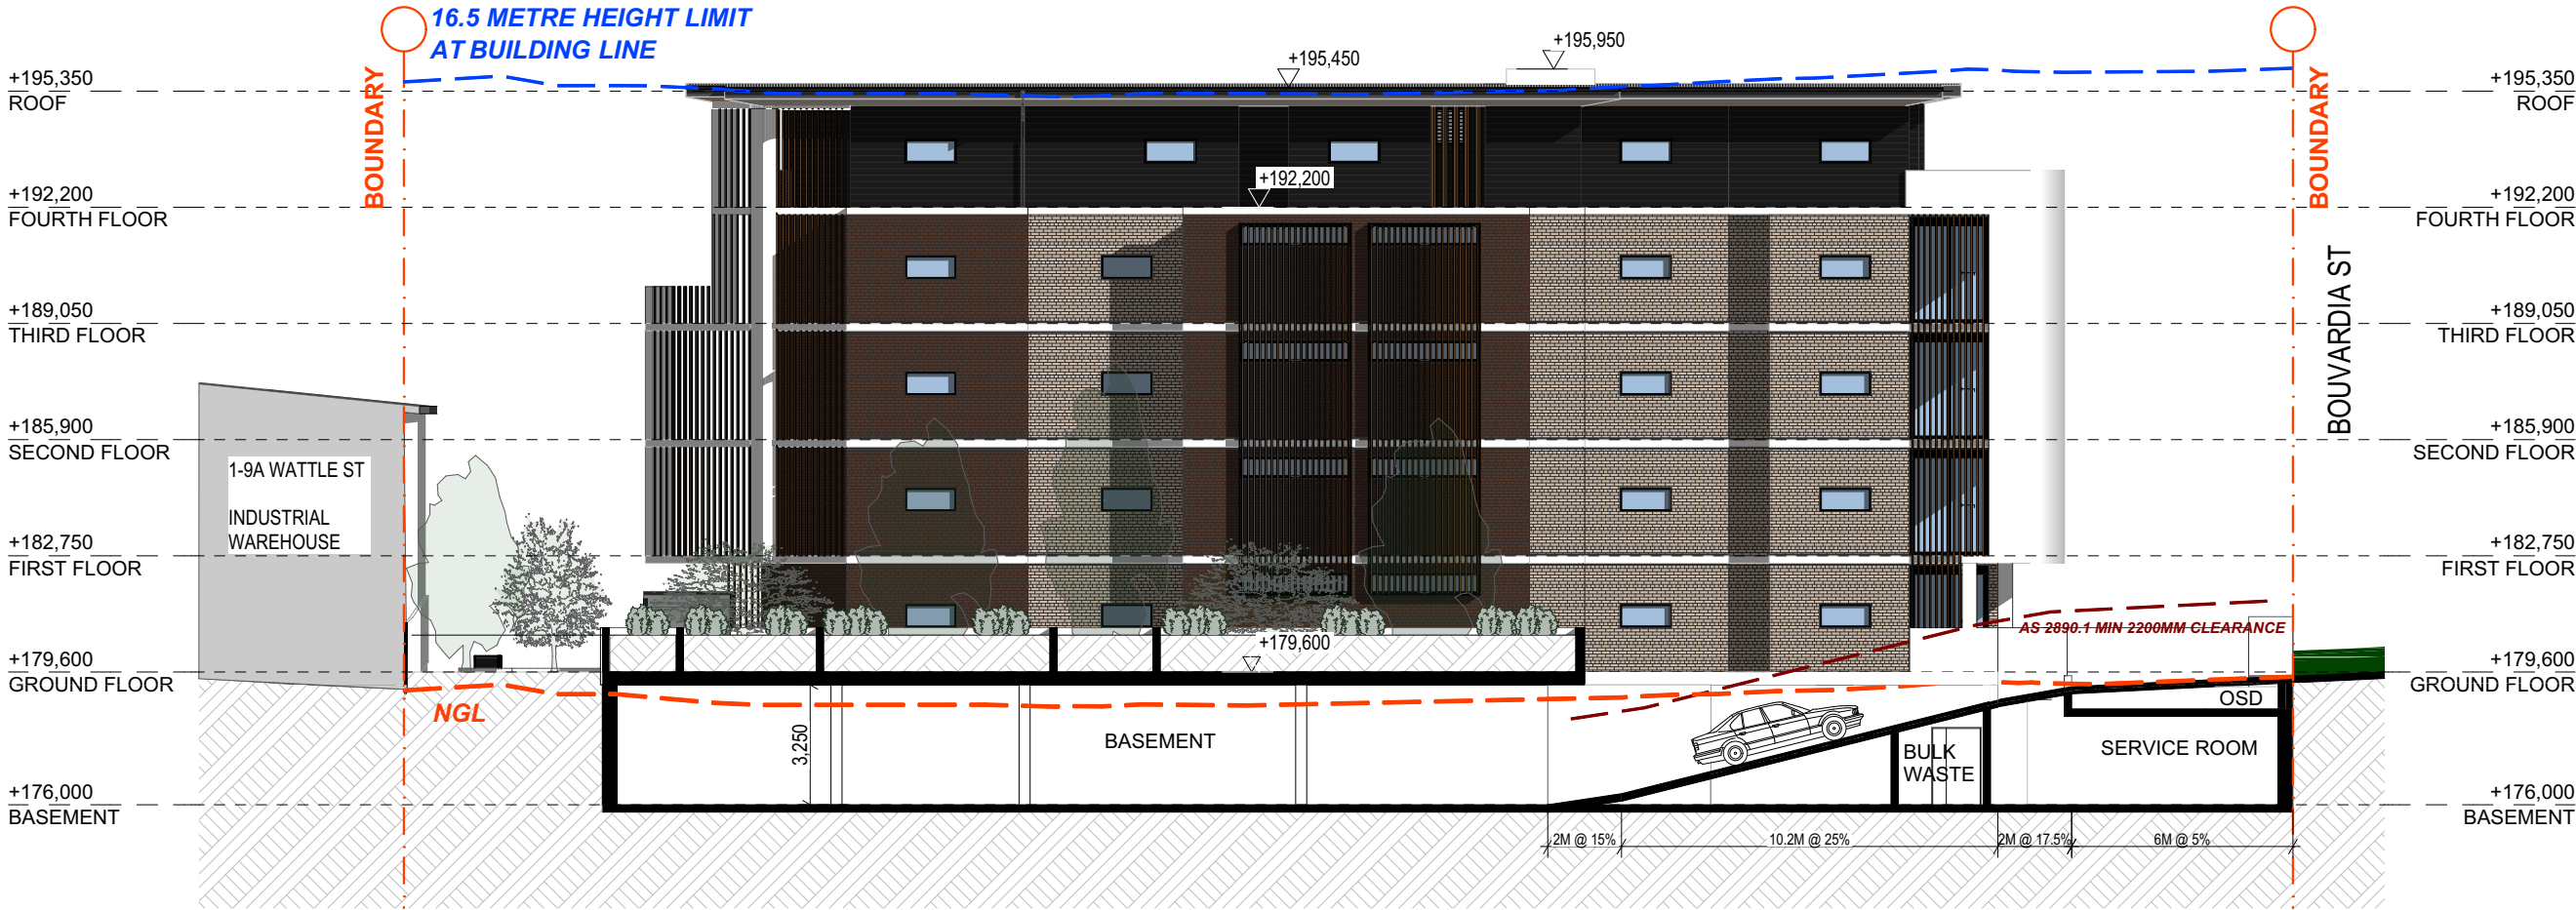 16.5 METRE HEIGHT LIMIT
AT BUILDING LINE
BOUNDARY
BOUNDARY
+195,450
+195,950
+195,350
ROOF
+195,350
ROOF
+192,200
FOURTH FLOOR
+192,200
+192,200
FOURTH FLOOR
BOUVARDIA ST
+189,050
THIRD FLOOR
+189,050
THIRD FLOOR
+185,900
SECOND FLOOR
+185,900
SECOND FLOOR
1-9A WATTLE ST
INDUSTRIAL
WAREHOUSE
+182,750
FIRST FLOOR
+182,750
FIRST FLOOR
AS 2890.1 MIN 2200MM CLEARANCE
+179,600
GROUND FLOOR
+179,600
+179,600
GROUND FLOOR
NGL
OSD
3,250
BASEMENT
BULK
WASTE
SERVICE ROOM
+176,000
BASEMENT
+176,000
BASEMENT
2M @ 15%
10.2M @ 25%
2M @ 17.5%
6M @ 5%